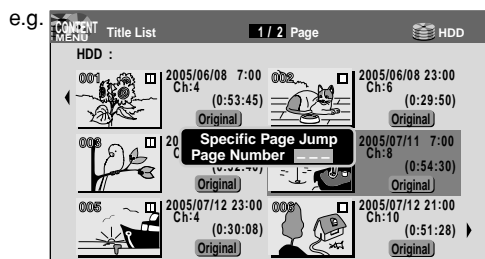 e.g.
CONTENT MENU Title List 1 / 2 Page HDD
HDD :
001 2005/06/08 7:00 002 2005/06/08 23:00
Ch:4 Ch:6
(0:53:45) (0:29:50)
Original Original
003 20 Specific Page Jump 2005/07/11 7:00
C Page Number _ _ _ Ch:8
(0:54:30)
Original Original
005 2005/07/12 23:00 006 2005/07/12 21:00
Ch:4 Ch:10
(0:30:08) (0:51:28)
Original Original